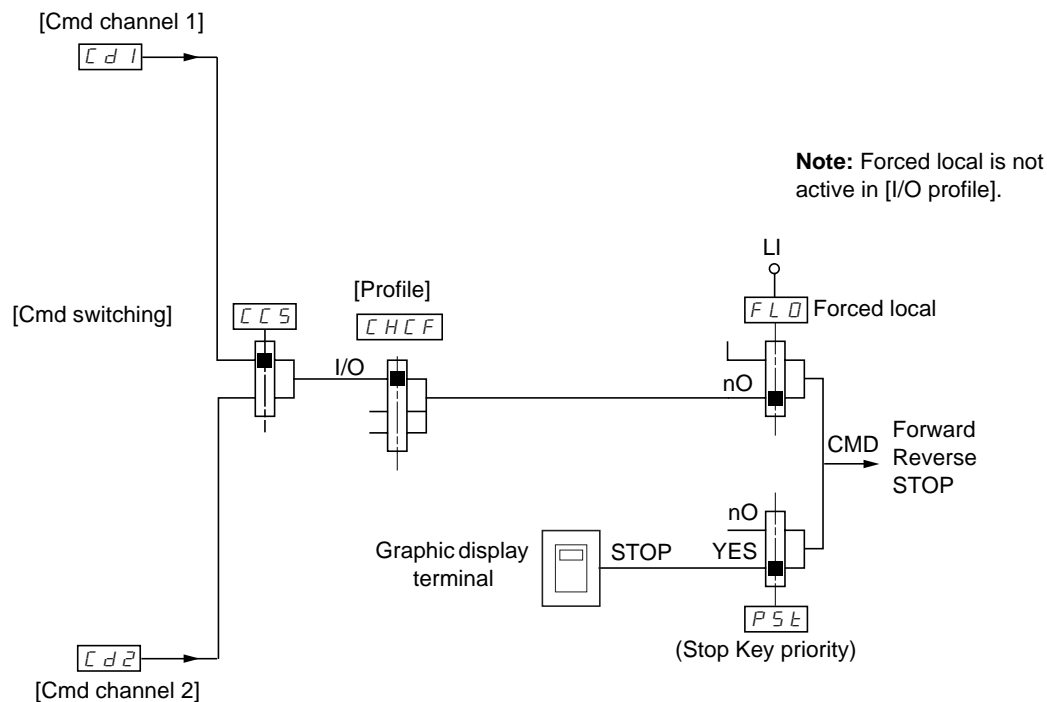 [Cmd channel 1]
Cd1
Note: Forced local is not
active in [I/O profile].
LI
[Profile]
[Cmd switching]
CCS
CHCF
FLO
Forced local
I/O
nO
CMD
Forward
Reverse
STOP
nO
Graphic display
terminal
STOP
YES
PSt
(Stop Key priority)
Cd2
[Cmd channel 2]